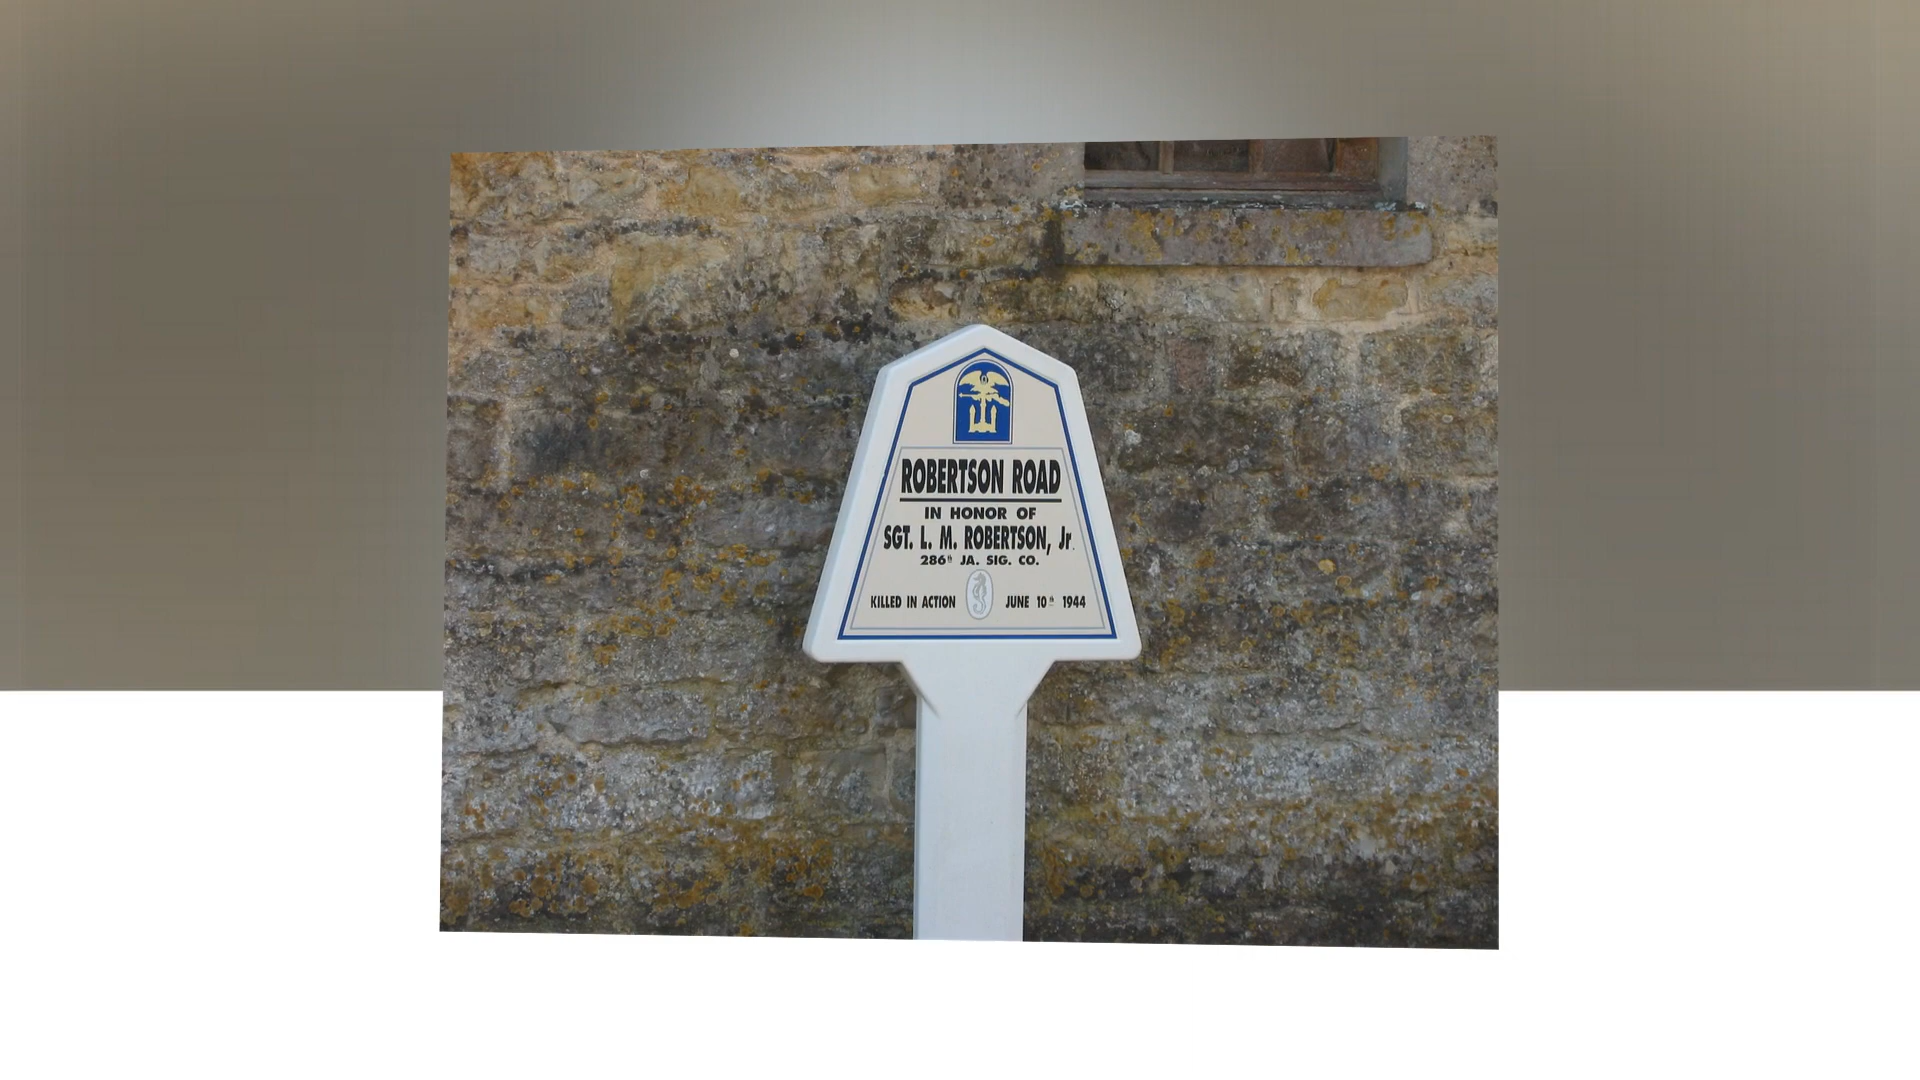 ROBERTSON ROAD
IN HONOR OF
SGT. L. M. ROBERTSON, Jr.
286th JA. SIG. CO.
KILLED IN ACTION JUNE 10th 1944